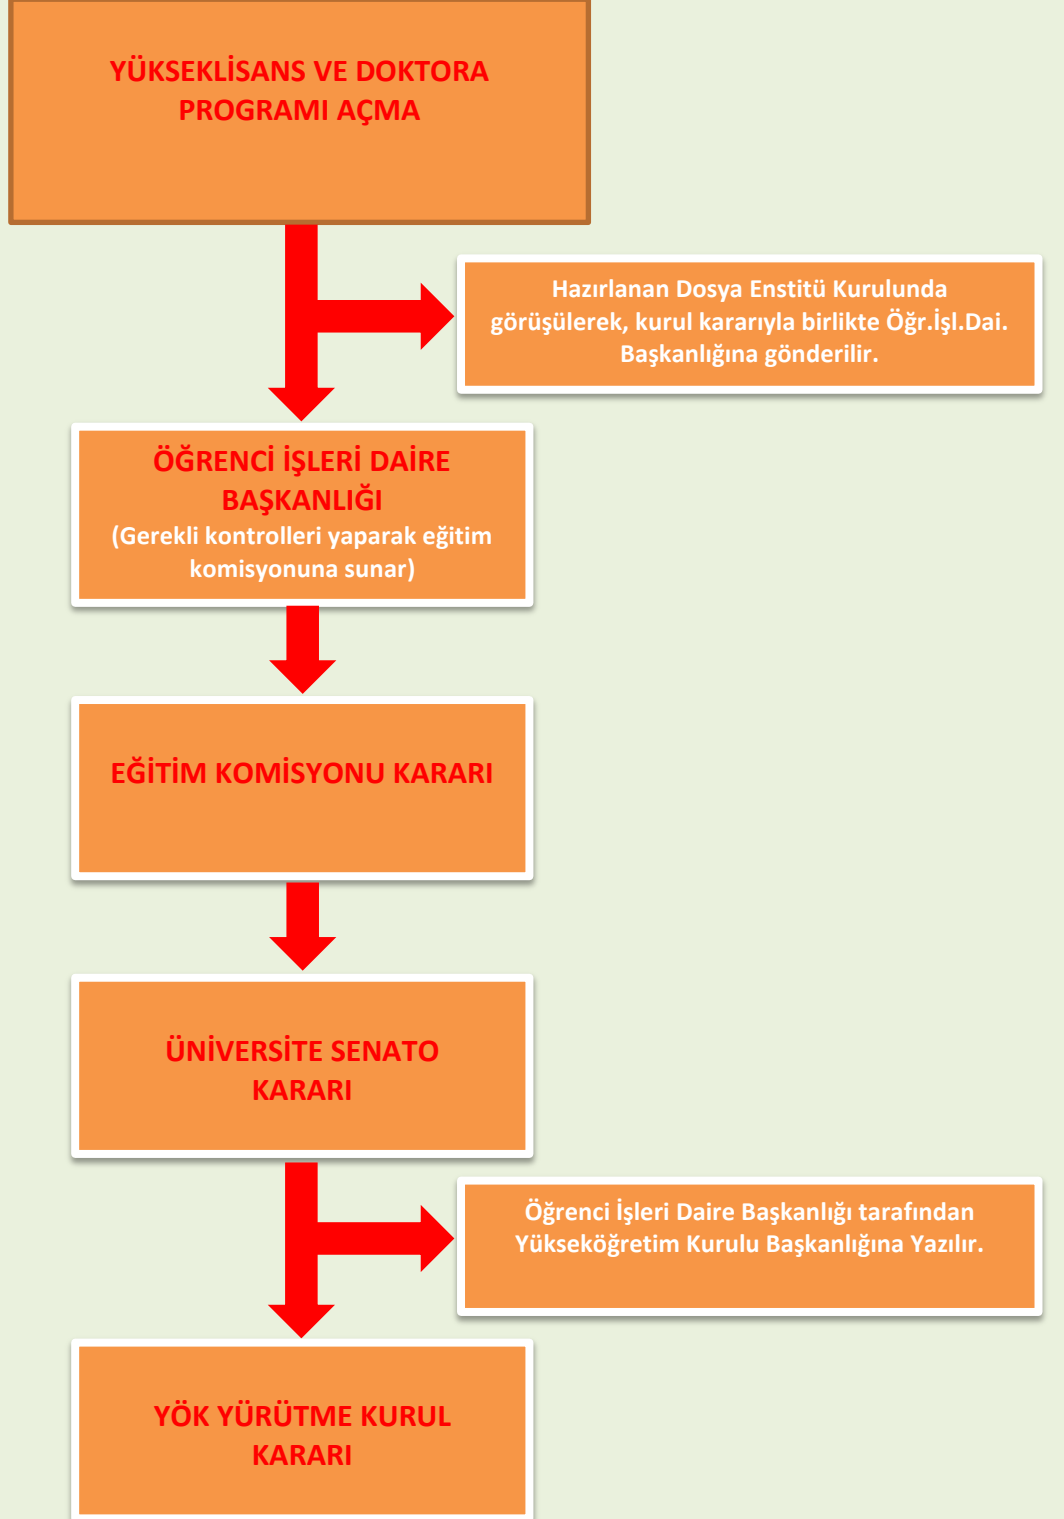 YÜKSEKLİSANS VE DOKTORA
PROGRAMI AÇMA
Hazırlanan Dosya Enstitü Kurulunda
görüşülerek, kurul kararıyla birlikte Öğr.İşl.Dai.
Başkanlığına gönderilir.
ÖĞRENCİ İŞLERİ DAİRE
BAŞKANLIĞI
(Gerekli kontrolleri yaparak eğitim
komisyonuna sunar)
EĞİTİM KOMİSYONU KARARI
ÜNİVERSİTE SENATO
KARARI
Öğrenci İşleri Daire Başkanlığı tarafından
Yükseköğretim Kurulu Başkanlığına Yazılır.
YÖK YÜRÜTME KURUL
KARARI